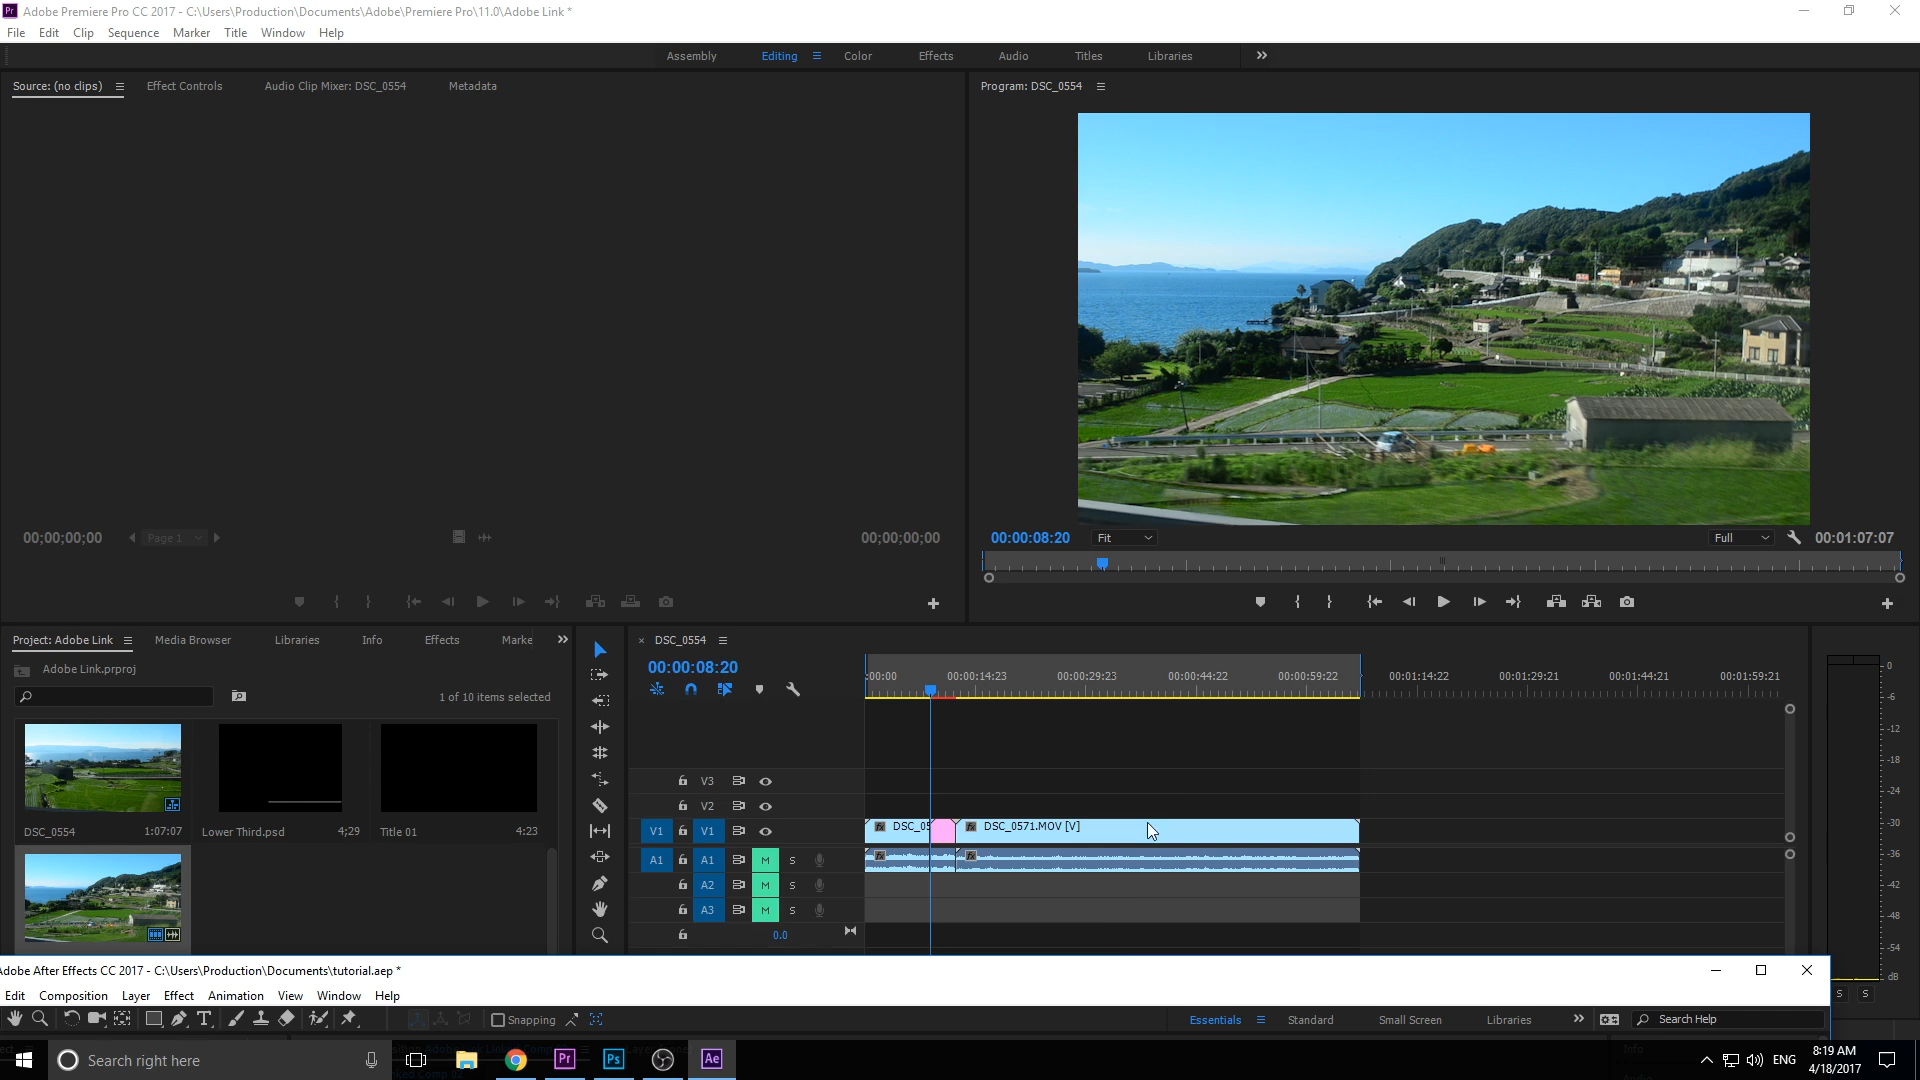 Pr Adobe Premiere Pro CC 2017 - C:\Users\Production\Documents\Adobe\Premiere Pro\11.0\Adobe Link *
File Edit Clip Sequence Marker Title Window Help
Assembly Editing Color Effects Audio Titles Libraries
Source: (no clips) Effect Controls Audio Clip Mixer: DSC_0554 Metadata
Program: DSC_0554
00;00;00;00 Page 1 00;00;00;00
00:00:08:20 Fit Full 00:01:07:07
Project: Adobe Link Media Browser Libraries Info Effects Marke
Adobe Link.prproj
1 of 10 items selected
DSC_0554 1:07:07 Lower Third.psd 4;29 Title 01 4:23
× DSC_0554
00:00:08:20
:00:00 00:00:14:23 00:00:29:23 00:00:44:22 00:00:59:22 00:01:14:22 00:01:29:21 00:01:44:21 00:01:59:21
V3
V2
V1 V1 fx DSC_05 fx DSC_0571.MOV [V]
A1 A1 M S fx fx
A2 M S
A3 M S
0.0
0
-6
-12
-18
-24
-30
-36
-42
-48
-54
dB
S S
dobe After Effects CC 2017 - C:\Users\Production\Documents\tutorial.aep *
Edit Composition Layer Effect Animation View Window Help
Snapping Essentials Standard Small Screen Libraries Search Help
Info
Search right here Pr Ps Ae ENG 8:19 AM
4/18/2017